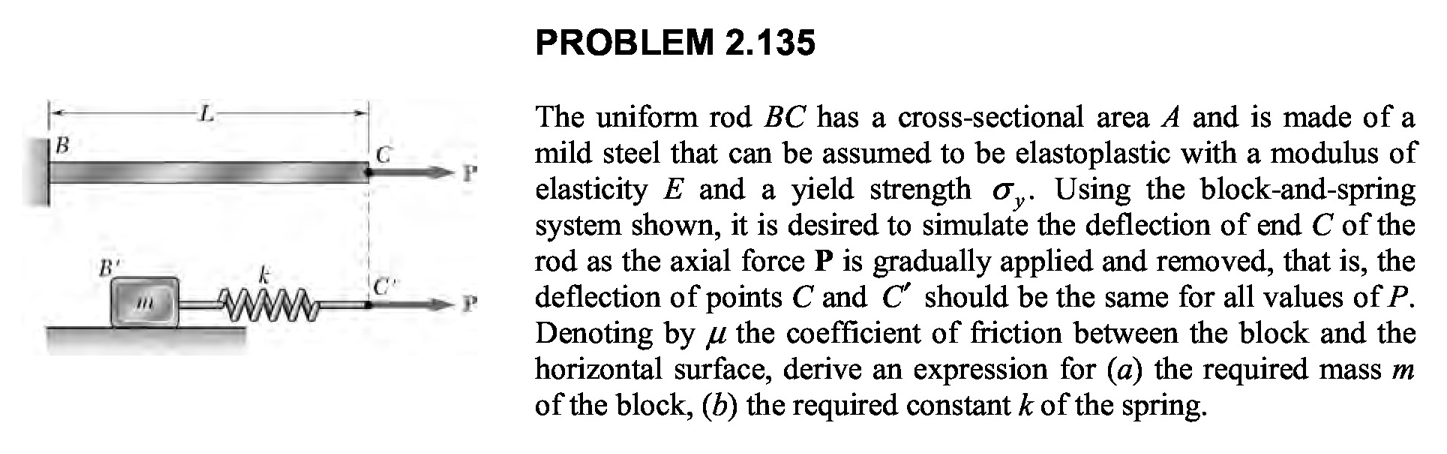 PROBLEM 2.135
L
B
C
P
The uniform rod BC has a cross-sectional area A and is made of a
mild steel that can be assumed to be elastoplastic with a modulus of
elasticity E and a yield strength σy. Using the block-and-spring
system shown, it is desired to simulate the deflection of end C of the
rod as the axial force P is gradually applied and removed, that is, the
deflection of points C and C′ should be the same for all values of P.
Denoting by μ the coefficient of friction between the block and the
horizontal surface, derive an expression for (a) the required mass m
of the block, (b) the required constant k of the spring.
B'
k
C'
m
P